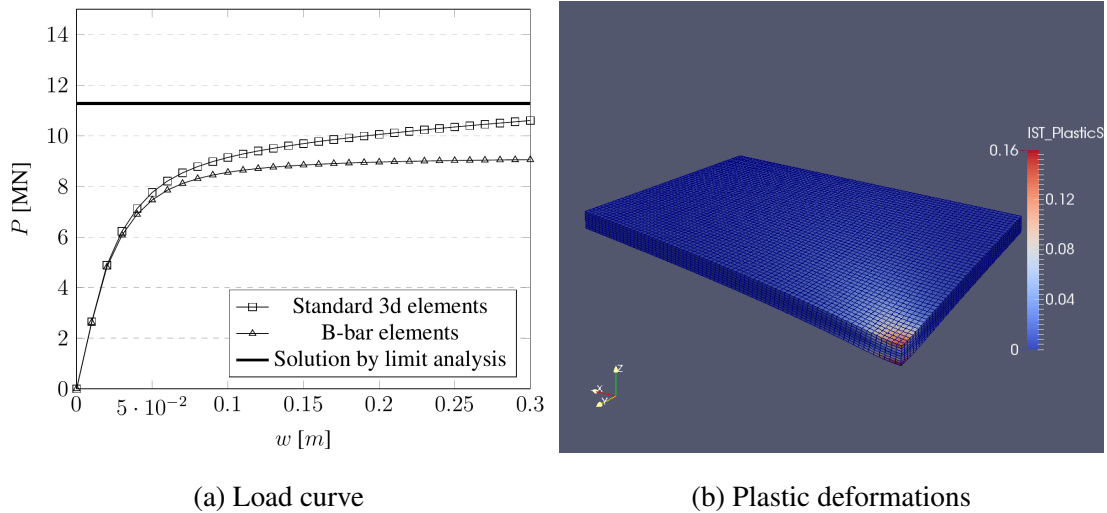 14
12
10
8
6
4
2
0
P [MN]
Standard 3d elements
B-bar elements
Solution by limit analysis
0
5 · 10⁻²
0.1
0.15
0.2
0.25
0.3
w [m]
(a) Load curve
IST_PlasticS
0.16
0.12
0.08
0.04
0
Z
X
Y
(b) Plastic deformations